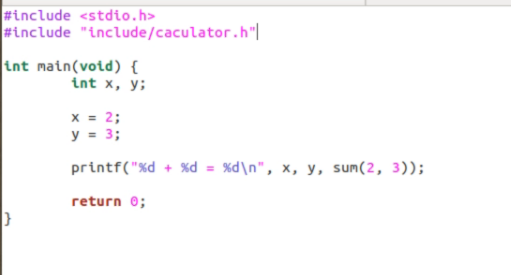 #include <stdio.h>
#include "include/caculator.h"
int main(void) {
int x, y;
x = 2;
y = 3;
printf("%d + %d = %d\n", x, y, sum(2, 3));
return 0;
}